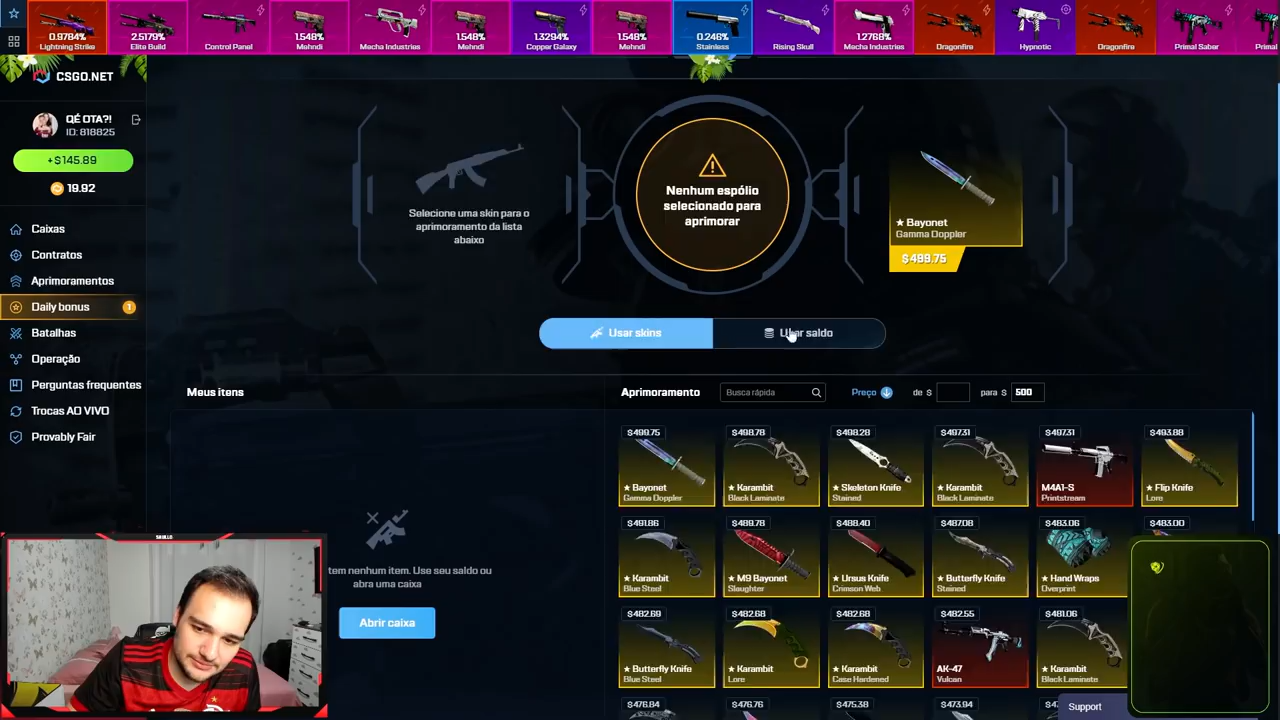 0.9784%
Lightning Strike
2.5179%
Elite Build
Control Panel
1.548%
Mehndi
Mecha Industries
1.548%
Mehndi
1.3294%
Copper Galaxy
1.548%
Mehndi
0.246%
Stainless
Rising Skull
1.2768%
Mecha Industries
Dragonfire
Hypnotic
Dragonfire
Primal Saber
Primal
CSGO.NET
QÉ OTA?!
ID: 818825
+$145.89
19.92
Caixas
Contratos
Aprimoramentos
Daily bonus
1
Batalhas
Operação
Perguntas frequentes
Trocas AO VIVO
Provably Fair
Selecione uma skin para o
aprimoramento da lista
abaixo
Nenhum espólio
selecionado para
aprimorar
★ Bayonet
Gamma Doppler
$499.75
Usar skins
Usar saldo
Meus itens
tem nenhum item. Use seu saldo ou
abra uma caixa
Abrir caixa
Aprimoramento
Busca rápida
Preço
de $
para $
500
$499.75
★ Bayonet
Gamma Doppler
$498.78
★ Karambit
Black Laminate
$498.28
★ Skeleton Knife
Stained
$497.31
★ Karambit
Black Laminate
$497.31
M4A1-S
Printstream
$493.88
★ Flip Knife
Lore
$491.86
★ Karambit
Blue Steel
$489.78
★ M9 Bayonet
Slaughter
$488.40
★ Ursus Knife
Crimson Web
$487.08
★ Butterfly Knife
Stained
$483.06
★ Hand Wraps
Overprint
$483.00
$482.69
★ Butterfly Knife
Blue Steel
$482.68
★ Karambit
Lore
$482.68
★ Karambit
Case Hardened
$482.55
AK-47
Vulcan
$481.06
★ Karambit
Black Laminate
$476.84
$476.76
$475.38
$473.94
Support